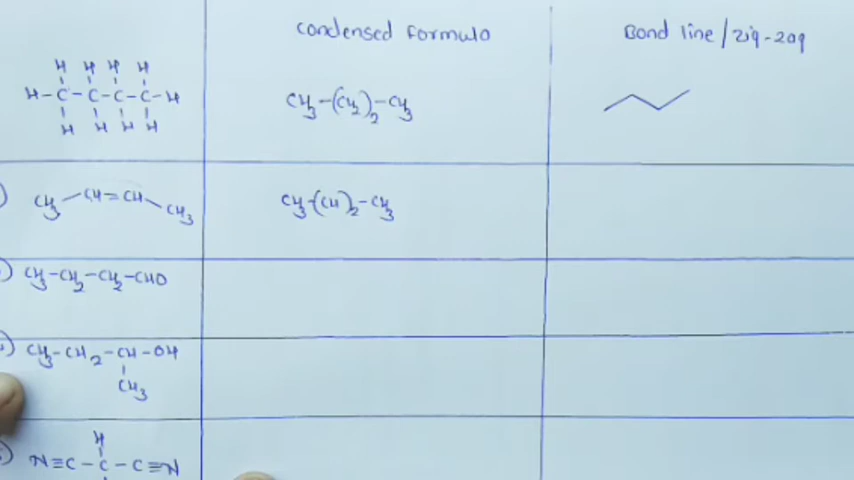 condensed formula
Bond line/zig-zag
H H H H
H-C-C-C-C-H
H H H H
CH3-(CH2)2-CH3
CH3-CH=CH-CH3
CH3-(CH)2-CH3
CH3-CH2-CH2-CHO
CH3-CH2-CH-OH
CH3
H
N≡C-C-C≡N